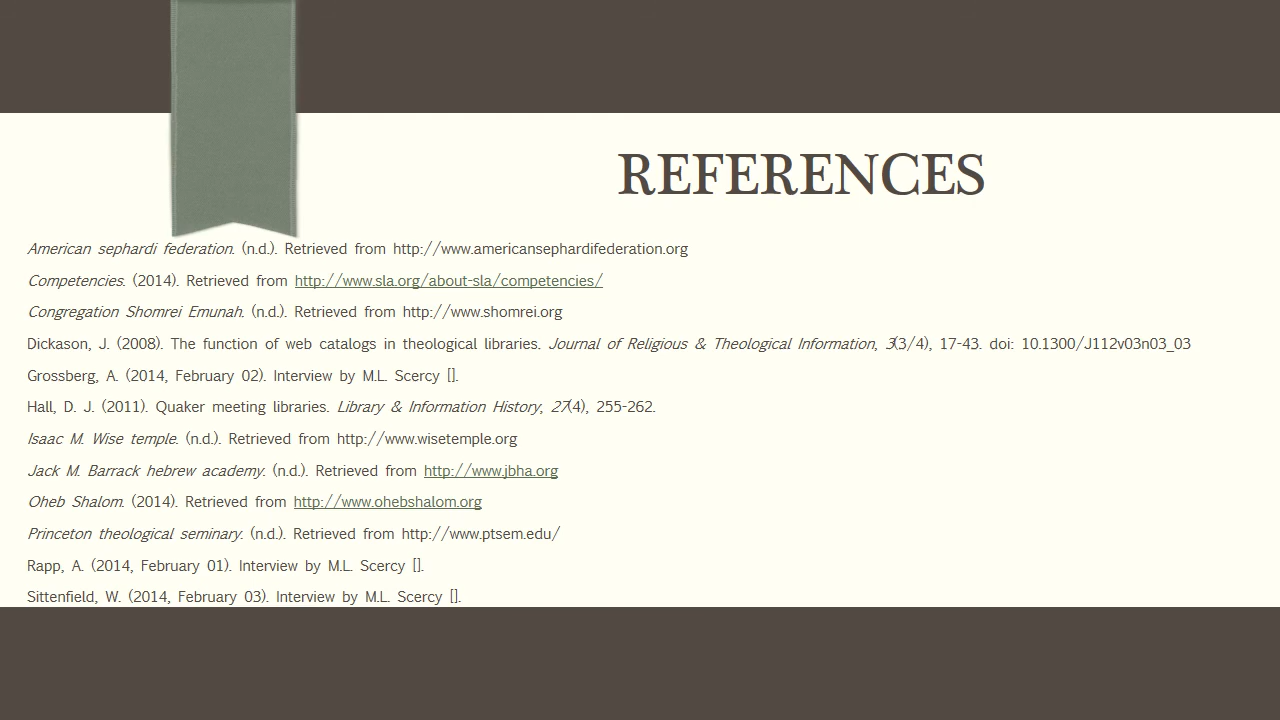 REFERENCES
American sephardi federation. (n.d.). Retrieved from http://www.americansephardifederation.org
Competencies. (2014). Retrieved from http://www.sla.org/about-sla/competencies/
Congregation Shomrei Emunah. (n.d.). Retrieved from http://www.shomrei.org
Dickason, J. (2008). The function of web catalogs in theological libraries. Journal of Religious & Theological Information, 3(3/4), 17-43. doi: 10.1300/J112v03n03_03
Grossberg, A. (2014, February 02). Interview by M.L. Scercy [].
Hall, D. J. (2011). Quaker meeting libraries. Library & Information History, 27(4), 255-262.
Isaac M. Wise temple. (n.d.). Retrieved from http://www.wisetemple.org
Jack M. Barrack hebrew academy. (n.d.). Retrieved from http://www.jbha.org
Oheb Shalom. (2014). Retrieved from http://www.ohebshalom.org
Princeton theological seminary. (n.d.). Retrieved from http://www.ptsem.edu/
Rapp, A. (2014, February 01). Interview by M.L. Scercy [].
Sittenfield, W. (2014, February 03). Interview by M.L. Scercy [].